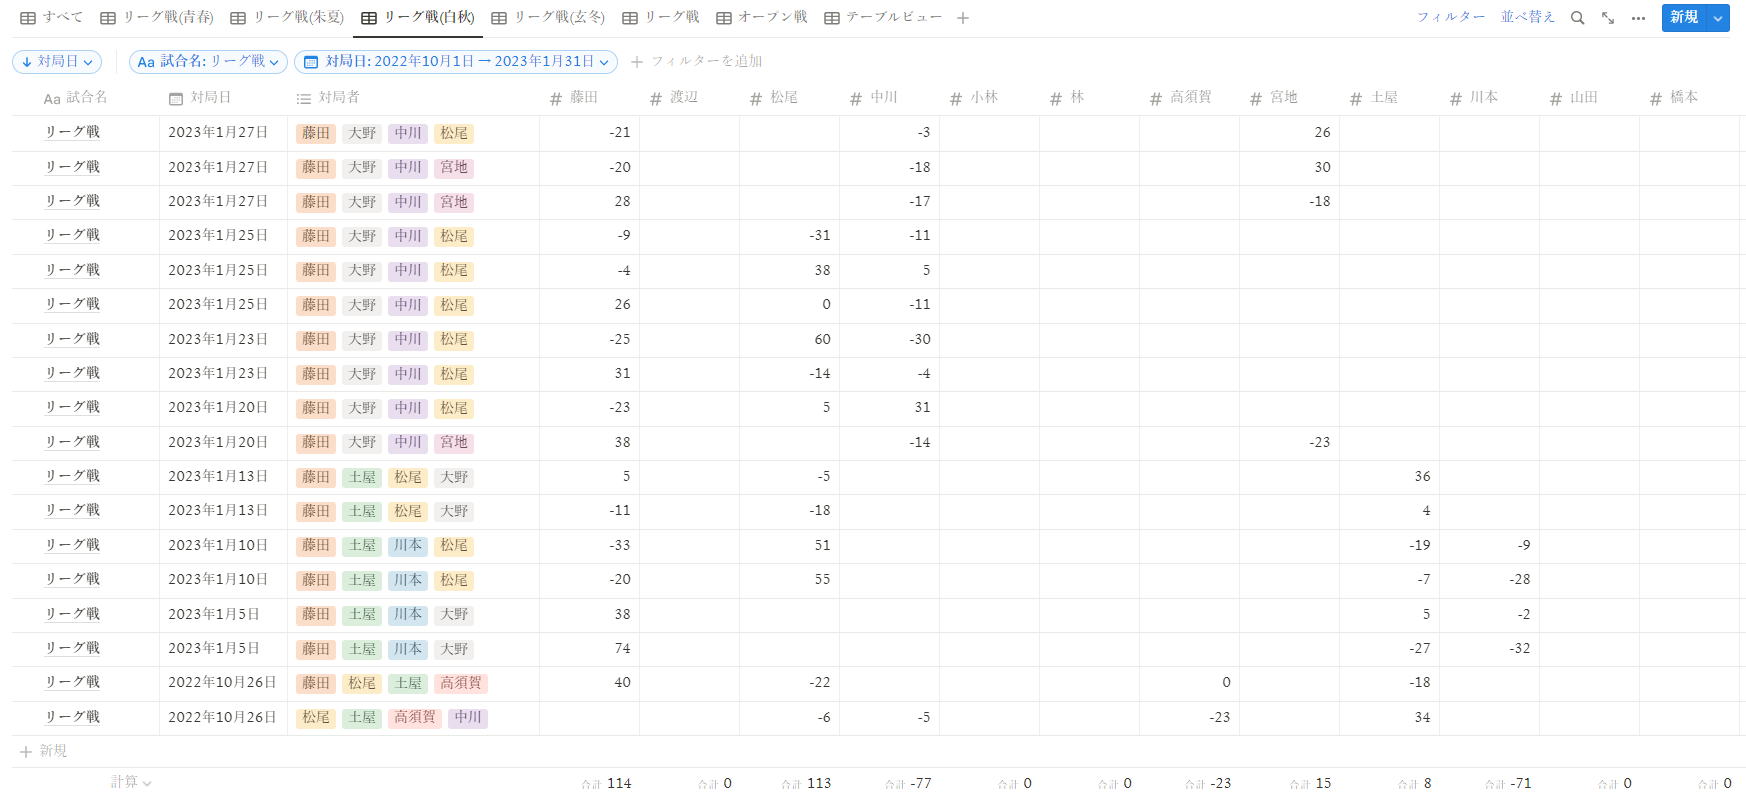 すべて リーグ戦(青春) リーグ戦(朱夏) リーグ戦(白秋) リーグ戦(玄冬) リーグ戦 オープン戦 テーブルビュー フィルター 並べ替え 新規
対局日 Aa 試合名: リーグ戦 対局日: 2022年10月1日 → 2023年1月31日 + フィルターを追加
Aa 試合名 対局日 対局者 # 藤田 # 渡辺 # 松尾 # 中川 # 小林 # 林 # 高須賀 # 宮地 # 土屋 # 川本 # 山田 # 橋本
リーグ戦 2023年1月27日 藤田 大野 中川 松尾 -21 -3 26
リーグ戦 2023年1月27日 藤田 大野 中川 宮地 -20 -18 30
リーグ戦 2023年1月27日 藤田 大野 中川 宮地 28 -17 -18
リーグ戦 2023年1月25日 藤田 大野 中川 松尾 -9 -31 -11
リーグ戦 2023年1月25日 藤田 大野 中川 松尾 -4 38 5
リーグ戦 2023年1月25日 藤田 大野 中川 松尾 26 0 -11
リーグ戦 2023年1月23日 藤田 大野 中川 松尾 -25 60 -30
リーグ戦 2023年1月23日 藤田 大野 中川 松尾 31 -14 -4
リーグ戦 2023年1月20日 藤田 大野 中川 松尾 -23 5 31
リーグ戦 2023年1月20日 藤田 大野 中川 宮地 38 -14 -23
リーグ戦 2023年1月13日 藤田 土屋 松尾 大野 5 -5 36
リーグ戦 2023年1月13日 藤田 土屋 松尾 大野 -11 -18 4
リーグ戦 2023年1月10日 藤田 土屋 川本 松尾 -33 51 -19 -9
リーグ戦 2023年1月10日 藤田 土屋 川本 松尾 -20 55 -7 -28
リーグ戦 2023年1月5日 藤田 土屋 川本 大野 38 5 -2
リーグ戦 2023年1月5日 藤田 土屋 川本 大野 74 -27 -32
リーグ戦 2022年10月26日 藤田 松尾 土屋 高須賀 40 -22 0 -18
リーグ戦 2022年10月26日 松尾 土屋 高須賀 中川 -6 -5 -23 34
+ 新規
計算 合計 114 合計 0 合計 113 合計 -77 合計 0 合計 0 合計 -23 合計 15 合計 8 合計 -71 合計 0 合計 0